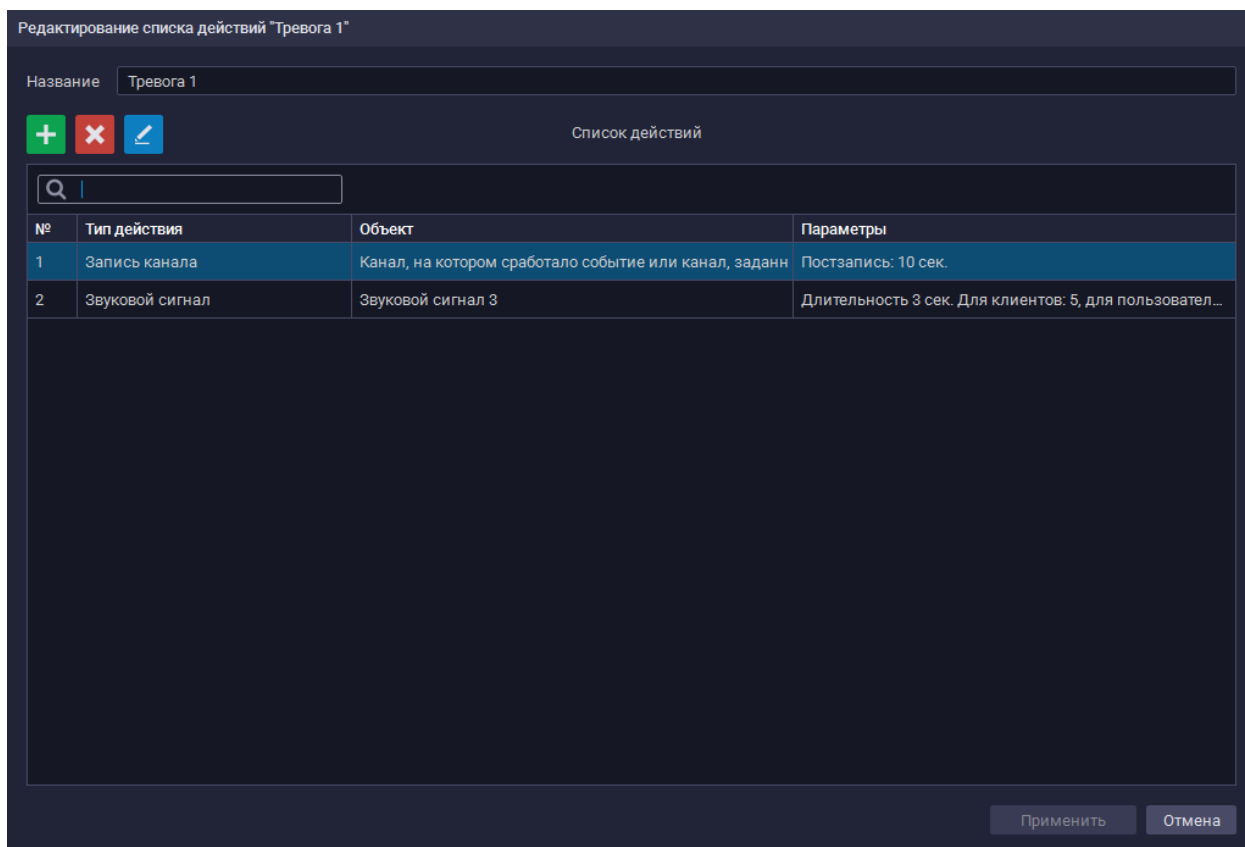 Редактирование списка действий "Тревога 1"
Название Тревога 1
Список действий
№ Тип действия Объект Параметры
1 Запись канала Канал, на котором сработало событие или канал, заданн Постзапись: 10 сек.
2 Звуковой сигнал Звуковой сигнал 3 Длительность 3 сек. Для клиентов: 5, для пользовател...
Применить Отмена